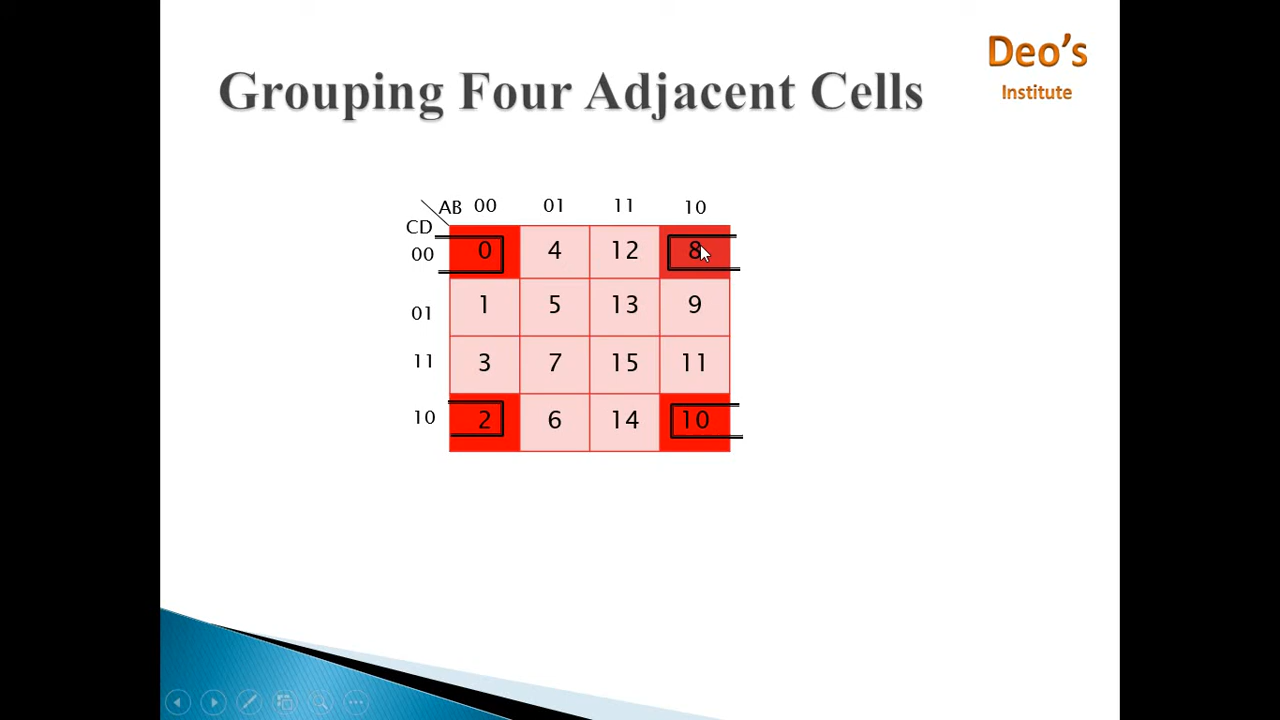 Deo's
Institute
Grouping Four Adjacent Cells
AB 00 01 11 10
CD
00 0 4 12 8
01 1 5 13 9
11 3 7 15 11
10 2 6 14 10